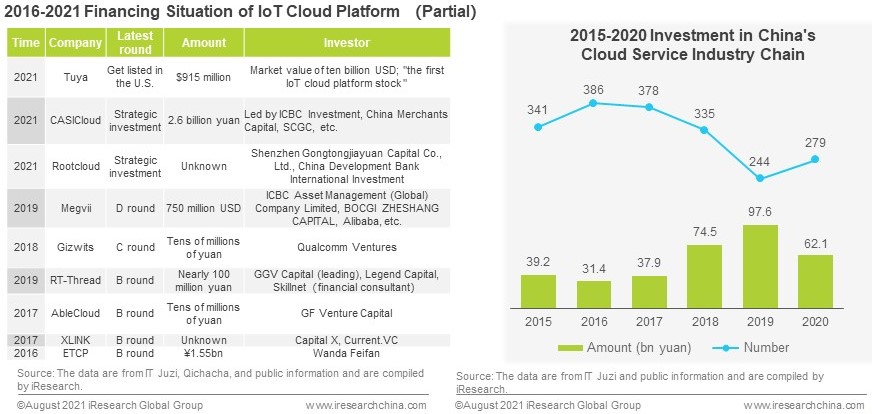 2016-2021 Financing Situation of IoT Cloud Platform (Partial)
Time Company Latest round Amount Investor
2021 Tuya Get listed in the U.S. $915 million Market value of ten billion USD; "the first IoT cloud platform stock"
2021 CASICloud Strategic investment 2.6 billion yuan Led by ICBC Investment, China Merchants Capital, SCGC, etc.
2021 Rootcloud Strategic investment Unknown Shenzhen Gongtongjiayuan Capital Co., Ltd., China Development Bank International Investment
2019 Megvii D round 750 million USD ICBC Asset Management (Global) Company Limited, BOCGI ZHESHANG CAPITAL, Alibaba, etc.
2018 Gizwits C round Tens of millions of yuan Qualcomm Ventures
2019 RT-Thread B round Nearly 100 million yuan GGV Capital (leading), Legend Capital, Skillnet (financial consultant)
2017 AbleCloud B round Tens of millions of yuan GF Venture Capital
2017 XLINK B round Unknown Capital X, Current.VC
2016 ETCP B round ¥1.55bn Wanda Feifan
Source: The data are from IT Juzi, Qichacha, and public information and are compiled
by iResearch.
©August 2021 iResearch Global Group www.iresearchchina.com
2015-2020 Investment in China's
Cloud Service Industry Chain
341 386 378 335 244 279
39.2 31.4 37.9 74.5 97.6 62.1
2015 2016 2017 2018 2019 2020
Amount (bn yuan) Number
Source: The data are from IT Juzi and public information and are compiled by
iResearch.
©August 2021 iResearch Global Group www.iresearchchina.com